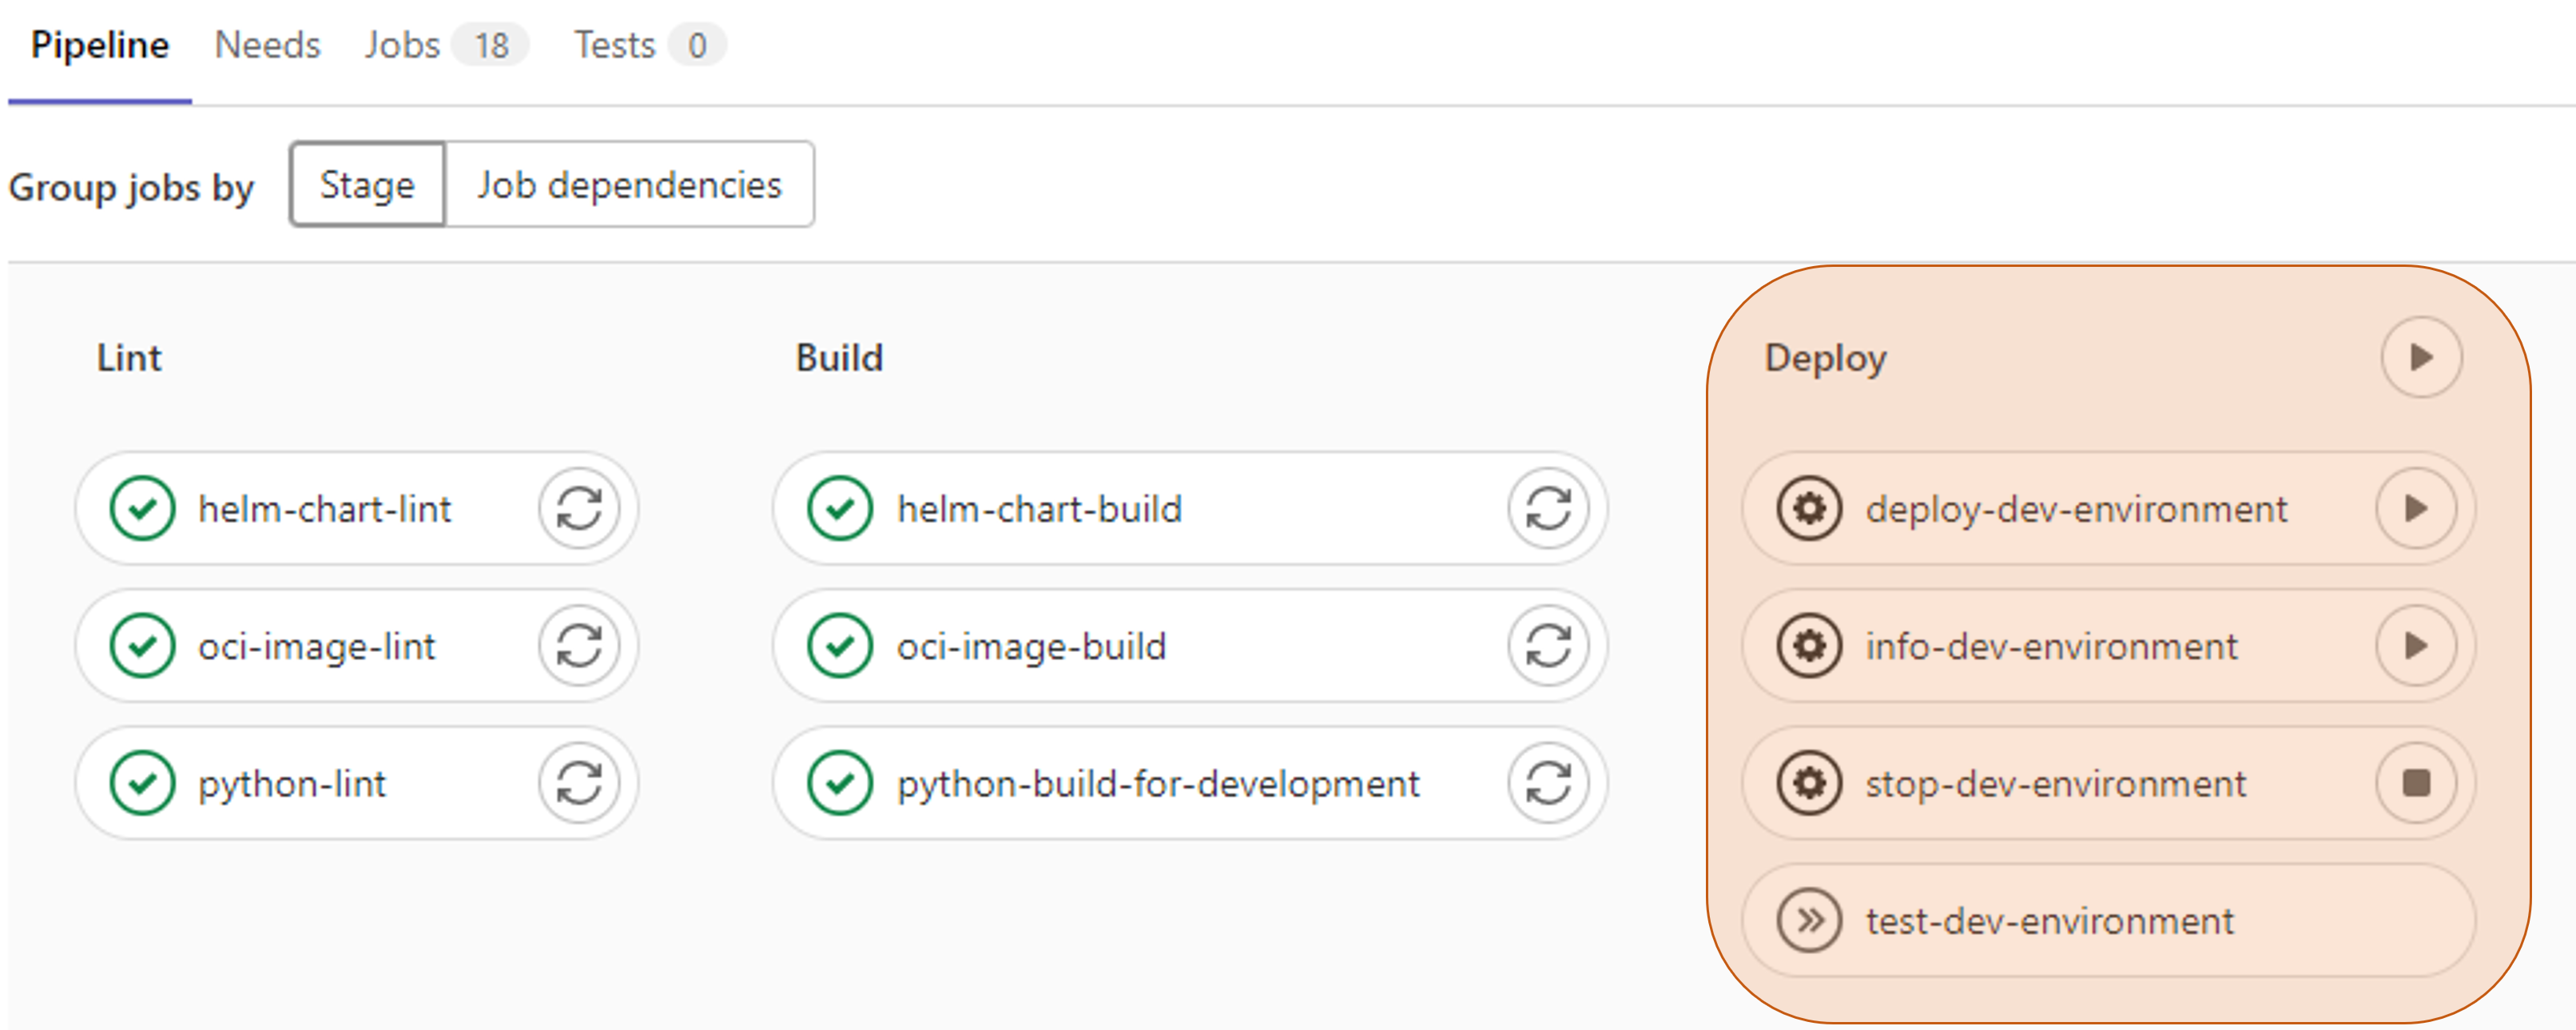 Pipeline Needs Jobs 18 Tests 0
Group jobs by Stage Job dependencies
Lint
helm-chart-lint
oci-image-lint
python-lint
Build
helm-chart-build
oci-image-build
python-build-for-development
Deploy
deploy-dev-environment
info-dev-environment
stop-dev-environment
test-dev-environment